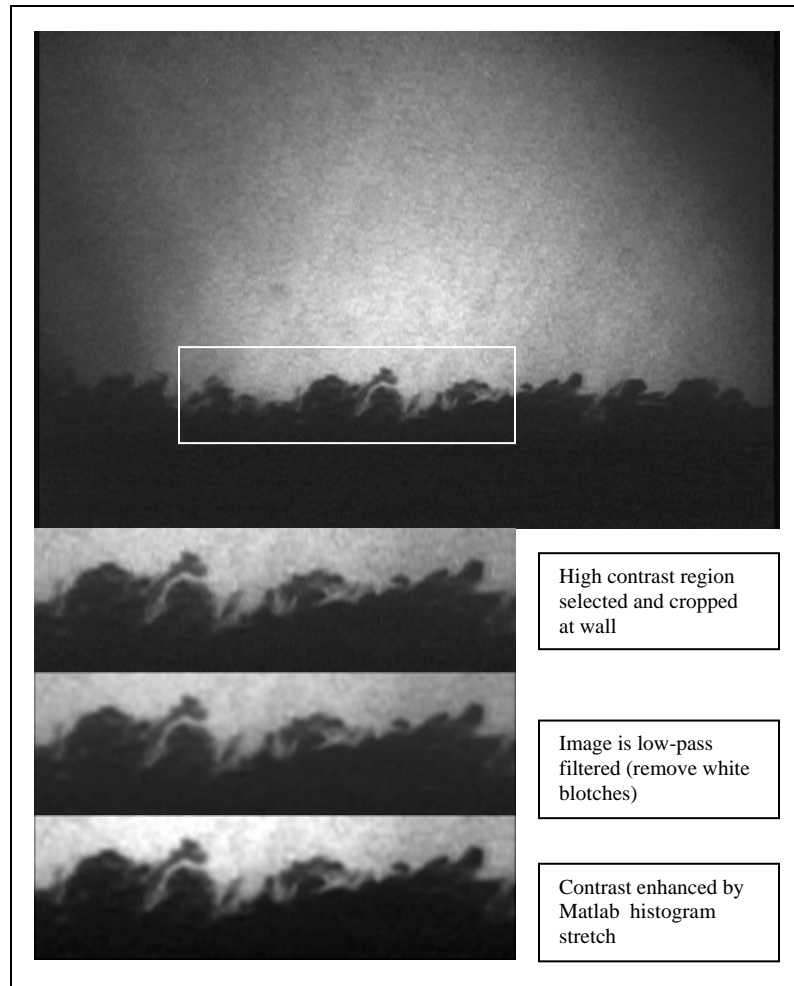 High contrast region
selected and cropped
at wall
Image is low-pass
filtered (remove white
blotches)
Contrast enhanced by
Matlab histogram
stretch